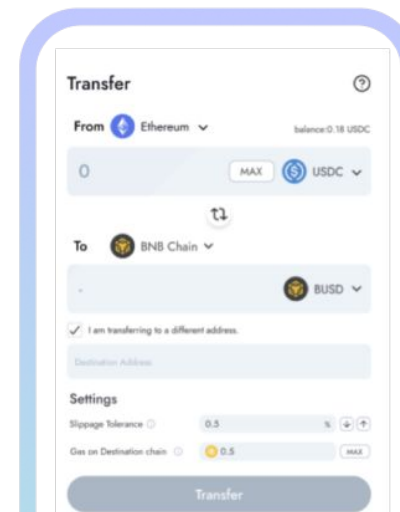 Transfer
From Ethereum balance:0.18 USDC
0 MAX USDC
To BNB Chain
- BUSD
I am transferring to a different address.
Destination Address
Settings
Slippage Tolerance 0.5 %
Gas on Destination chain 0.5 MAX
Transfer